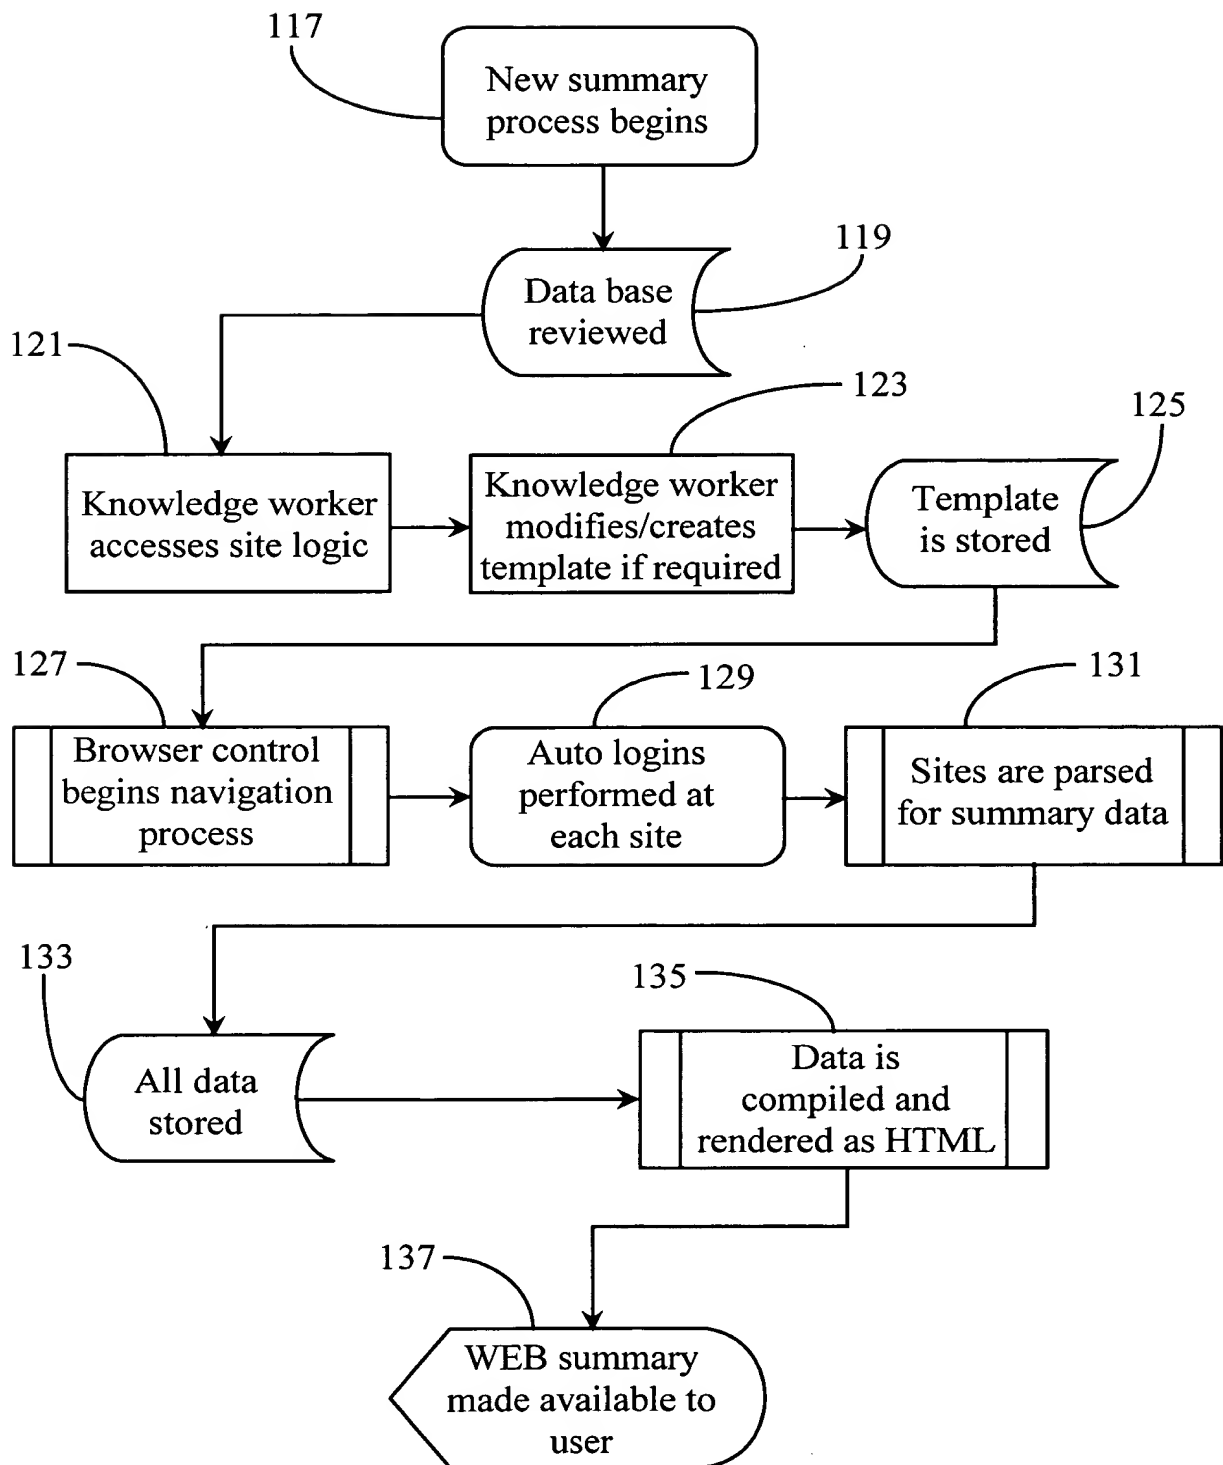 117
New summary
process begins
119
Data base
reviewed
121
123
125
Knowledge worker
accesses site logic
Knowledge worker
modifies/creates
template if required
Template
is stored
127
129
131
Browser control
begins navigation
process
Auto logins
performed at
each site
Sites are parsed
for summary data
133
135
All data
stored
Data is
compiled and
rendered as HTML
137
WEB summary
made available to
user